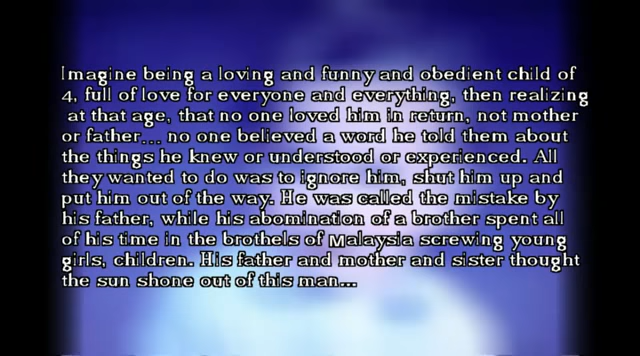 Imagine being a loving and funny and obedient child of
4, full of love for everyone and everything, then realizing
at that age, that no one loved him in return, not mother
or father... no one believed a word he told them about
the things he knew or understood or experienced. All
they wanted to do was to ignore him, shut him up and
put him out of the way. He was called the mistake by
his father, while his abomination of a brother spent all
of his time in the brothels of Malaysia screwing young
girls, children. His father and mother and sister thought
the sun shone out of this man...